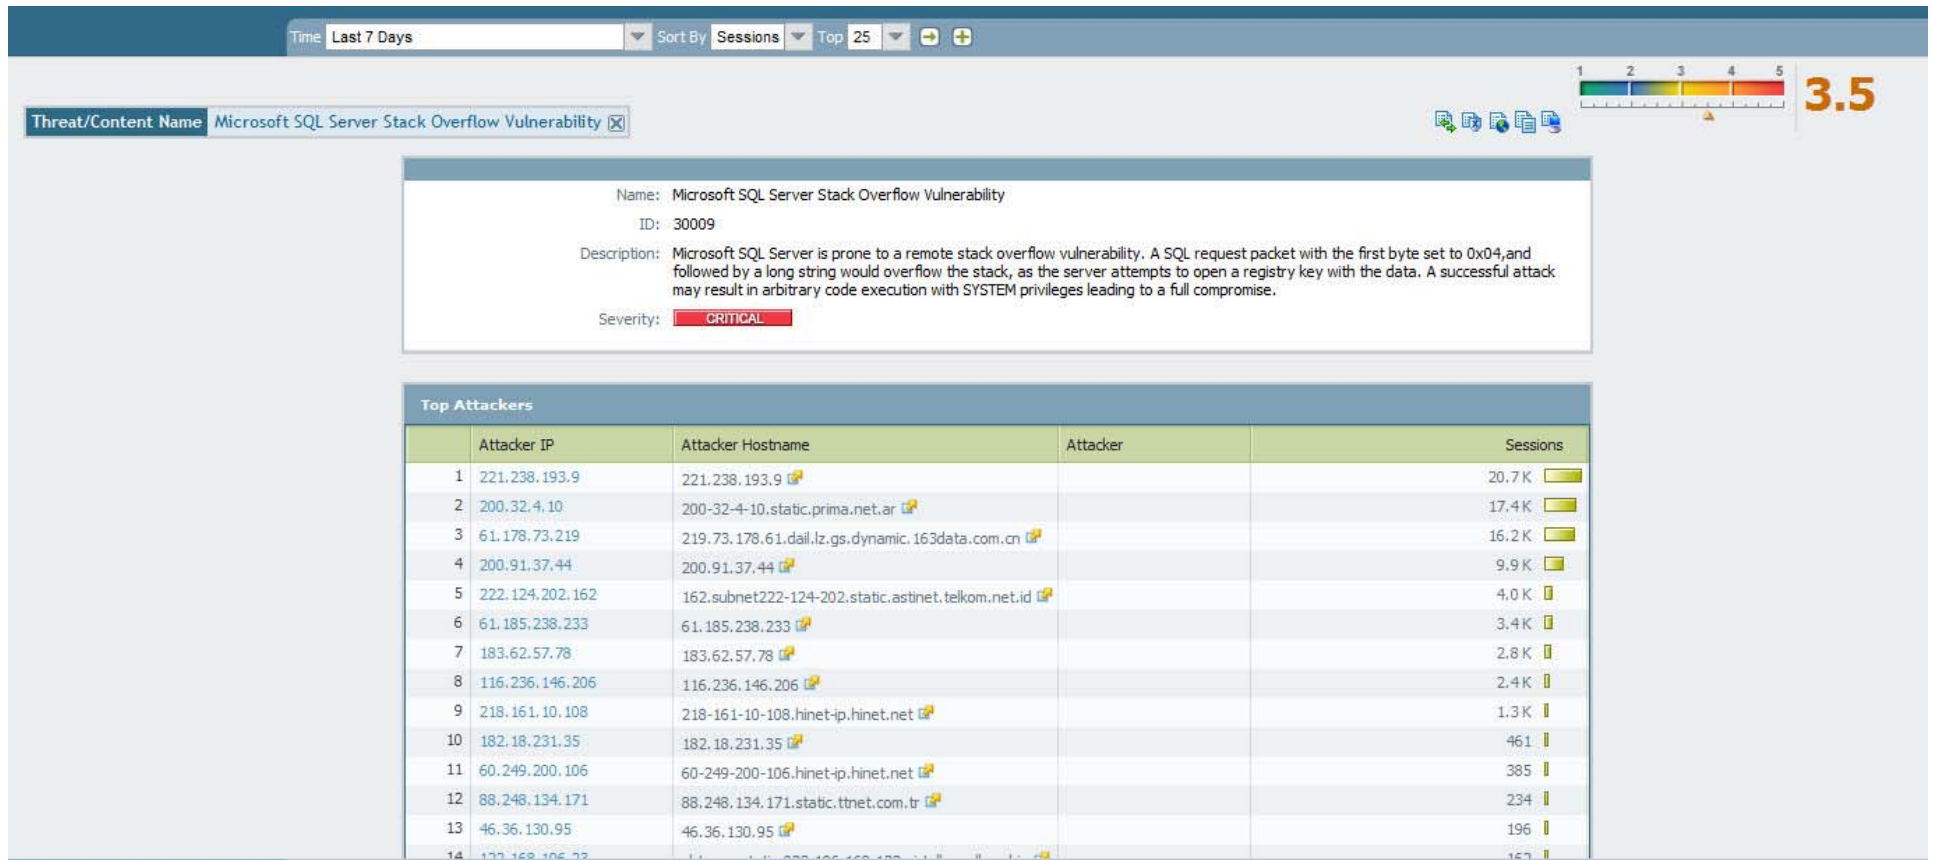 Time Last 7 Days Sort By Sessions Top 25
1 2 3 4 5
3.5
Threat/Content Name Microsoft SQL Server Stack Overflow Vulnerability
Name: Microsoft SQL Server Stack Overflow Vulnerability
ID: 30009
Description: Microsoft SQL Server is prone to a remote stack overflow vulnerability. A SQL request packet with the first byte set to 0x04,and
followed by a long string would overflow the stack, as the server attempts to open a registry key with the data. A successful attack
may result in arbitrary code execution with SYSTEM privileges leading to a full compromise.
Severity: CRITICAL
Top Attackers
Attacker IP Attacker Hostname Attacker Sessions
1 221.238.193.9 221.238.193.9 20.7 K
2 200.32.4.10 200-32-4-10.static.prima.net.ar 17.4 K
3 61.178.73.219 219.73.178.61.dail.lz.gs.dynamic.163data.com.cn 16.2 K
4 200.91.37.44 200.91.37.44 9.9 K
5 222.124.202.162 162.subnet222-124-202.static.astinet.telkom.net.id 4.0 K
6 61.185.238.233 61.185.238.233 3.4 K
7 183.62.57.78 183.62.57.78 2.8 K
8 116.236.146.206 116.236.146.206 2.4 K
9 218.161.10.108 218-161-10-108.hinet-ip.hinet.net 1.3 K
10 182.18.231.35 182.18.231.35 461
11 60.249.200.106 60-249-200-106.hinet-ip.hinet.net 385
12 88.248.134.171 88.248.134.171.static.ttnet.com.tr 234
13 46.36.130.95 46.36.130.95 196
14